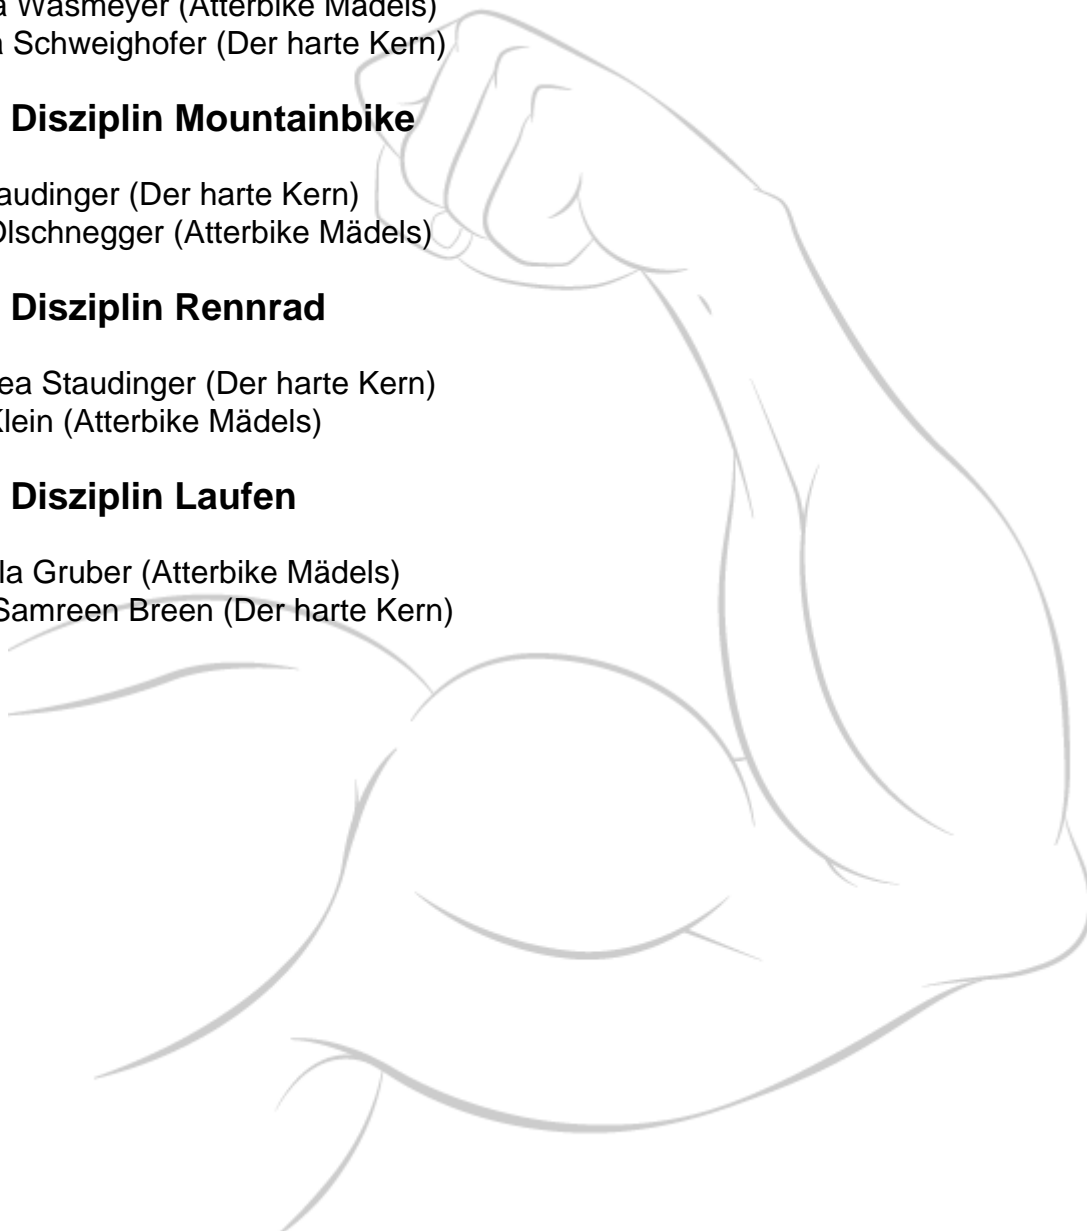 Wasmeyer (Atterbike Mädels)
Schweighofer (Der harte Kern)
Disziplin Mountainbike
audinger (Der harte Kern)
Olschnegger (Atterbike Mädels)
Disziplin Rennrad
ea Staudinger (Der harte Kern)
Klein (Atterbike Mädels)
Disziplin Laufen
la Gruber (Atterbike Mädels)
Samreen Breen (Der harte Kern)